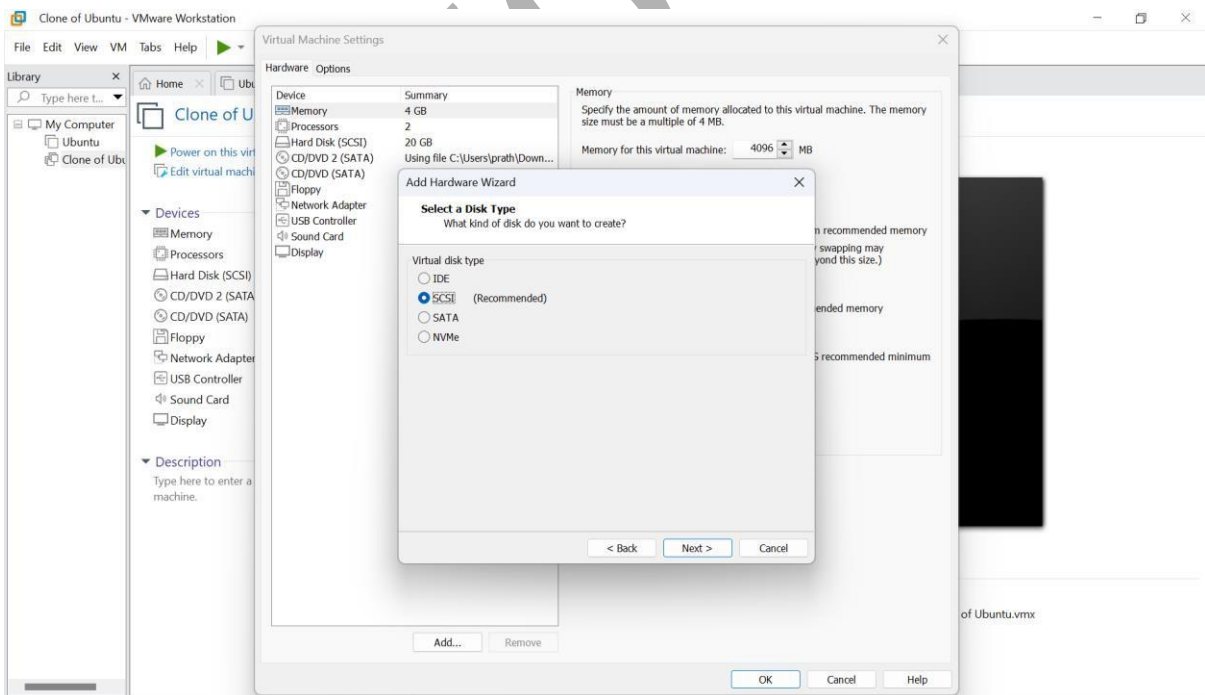 Clone of Ubuntu - VMware Workstation
File Edit View VM Tabs Help
Library
Type here t...
My Computer
Ubuntu
Clone of Ubu
Home
Ubu
Clone of U
Power on this virt
Edit virtual machi
Devices
Memory
Processors
Hard Disk (SCSI)
CD/DVD 2 (SATA
CD/DVD (SATA)
Floppy
Network Adapter
USB Controller
Sound Card
Display
Description
Type here to enter a
machine.
Virtual Machine Settings
Hardware Options
Device Summary
Memory 4 GB
Processors 2
Hard Disk (SCSI) 20 GB
CD/DVD 2 (SATA) Using file C:\Users\prath\Down...
CD/DVD (SATA)
Floppy
Network Adapter
USB Controller
Sound Card
Display
Memory
Specify the amount of memory allocated to this virtual machine. The memory
size must be a multiple of 4 MB.
Memory for this virtual machine: 4096 MB
m recommended memory
swapping may
yond this size.)
ended memory
recommended minimum
Add Hardware Wizard
Select a Disk Type
What kind of disk do you want to create?
Virtual disk type
IDE
SCSI (Recommended)
SATA
NVMe
< Back Next > Cancel
Add... Remove
OK Cancel Help
of Ubuntu.vmx